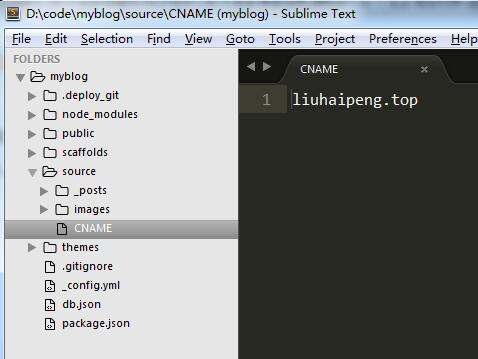 D:\code\myblog\source\CNAME (myblog) - Sublime Text
File Edit Selection Find View Goto Tools Project Preferences Help
FOLDERS
myblog
.deploy_git
node_modules
public
scaffolds
source
_posts
images
CNAME
themes
.gitignore
_config.yml
db.json
package.json
CNAME
1 liuhaipeng.top